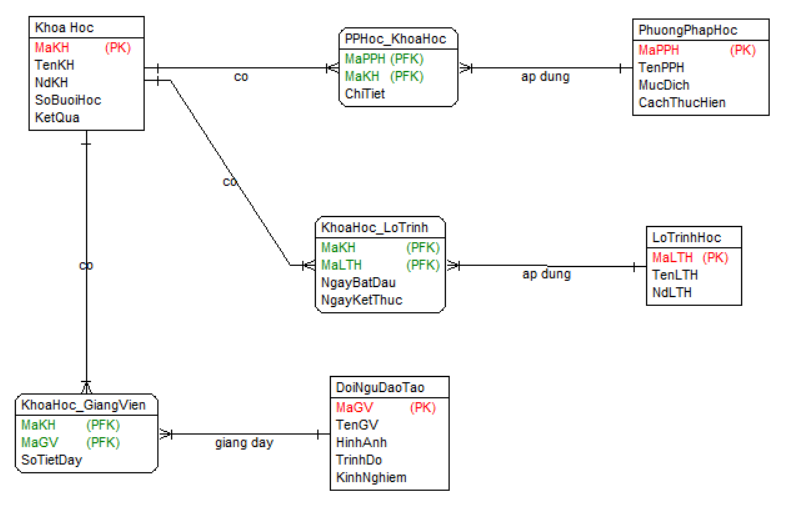 Khoa Hoc
MaKH (PK)
TenKH
NdKH
SoBuoiHoc
KetQua
PPHoc_KhoaHoc
MaPPH (PFK)
MaKH (PFK)
ChiTiet
PhuongPhapHoc
MaPPH (PK)
TenPPH
MucDich
CachThucHien
co
ap dung
co
KhoaHoc_LoTrinh
MaKH (PFK)
MaLTH (PFK)
NgayBatDau
NgayKetThuc
LoTrinhHoc
MaLTH (PK)
TenLTH
NdLTH
ap dung
co
KhoaHoc_GiangVien
MaKH (PFK)
MaGV (PFK)
SoTietDay
giang day
DoiNguDaoTao
MaGV (PK)
TenGV
HinhAnh
TrinhDo
KinhNghiem